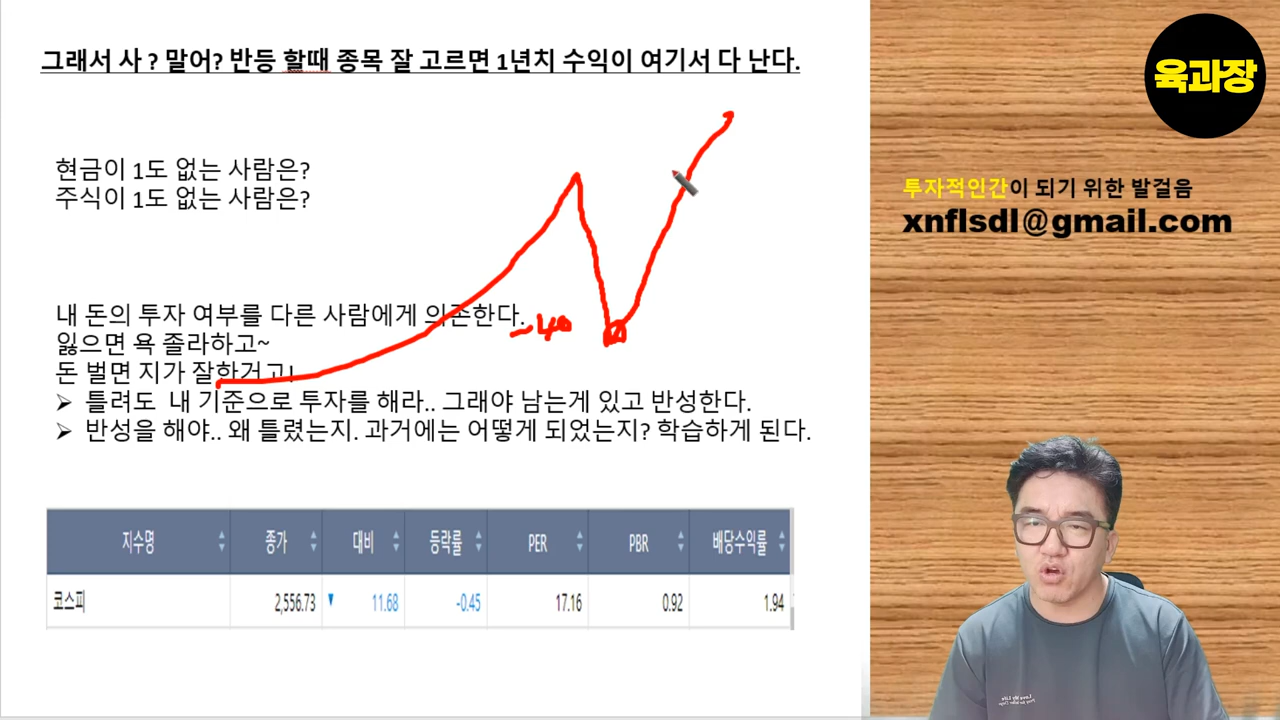 그래서 사 ? 말어? 반등 할때 종목 잘 고르면 1년치 수익이 여기서 다 난다.
육과장
현금이 1도 없는 사람은?
주식이 1도 없는 사람은?
투자적인간이 되기 위한 발걸음
xnflsdl@gmail.com
내 돈의 투자 여부를 다른 사람에게 의존한다.
-40
잃으면 욕 졸라하고~
돈 벌면 지가 잘한거고!
➢ 틀려도 내 기준으로 투자를 해라.. 그래야 남는게 있고 반성한다.
➢ 반성을 해야.. 왜 틀렸는지. 과거에는 어떻게 되었는지? 학습하게 된다.
지수명 종가 대비 등락률 PER PBR 배당수익률
코스피 2,556.73 ▼ 11.68 -0.45 17.16 0.92 1.94